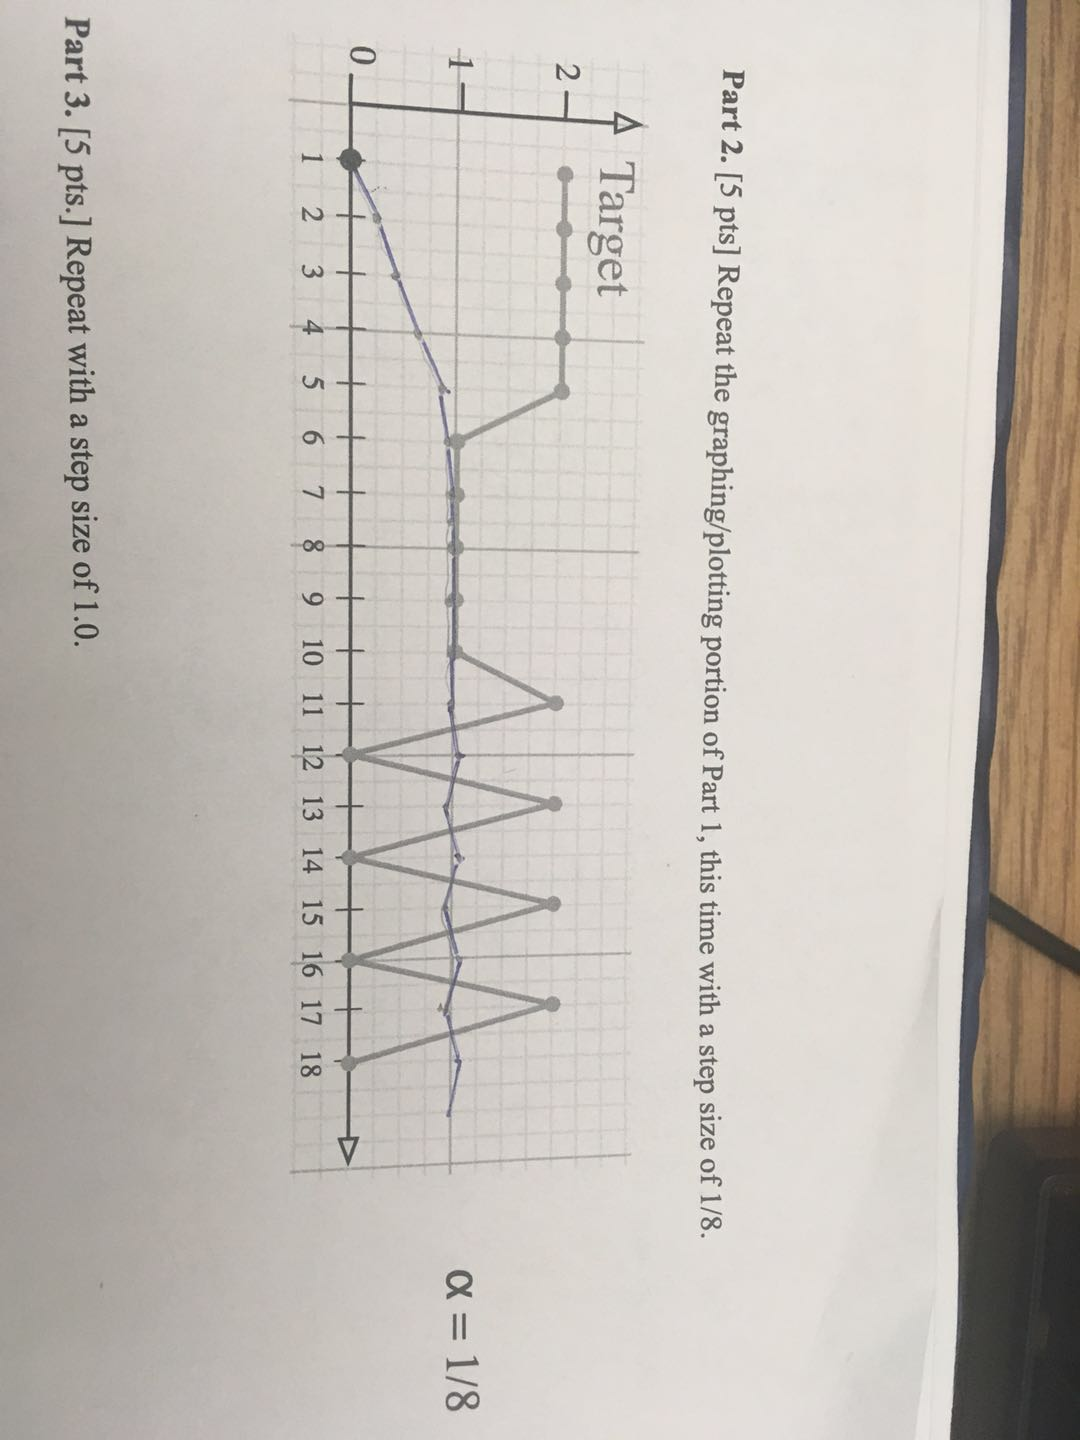 Part 2. [5 pts] Repeat the graphing/plotting portion of Part 1, this time with a step size of 1/8.
Target
2
1
0
1 2 3 4 5 6 7 8 9 10 11 12 13 14 15 16 17 18
α = 1/8
Part 3. [5 pts.] Repeat with a step size of 1.0.